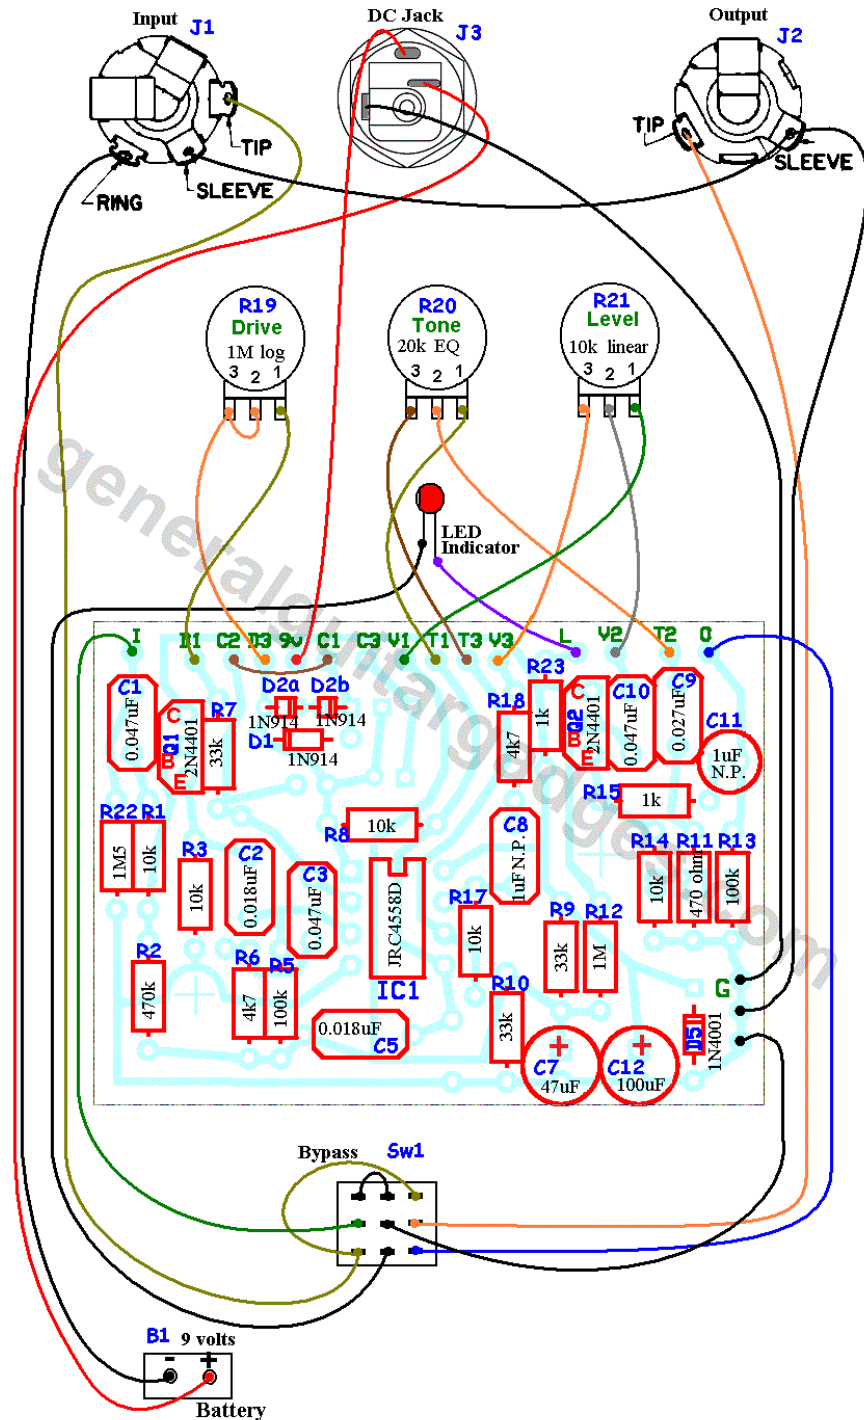 Input
J1
DC Jack
J3
Output
J2
TIP
SLEEVE
RING
TIP
SLEEVE
R19
Drive
1M log
3 2 1
R20
Tone
20k EQ
3 2 1
R21
Level
10k linear
3 2 1
LED
Indicator
generalguitargadgets.com
I
C2 D3 9v C1 C3 V1 T1 T3 V3 L V2 T2 O
C1
0.047uF
C
Q1
B
E
2N4401
R7
33k
D2a D2b
1N914
1N914
D1
1N914
R18
4k7
R23
1k
C
Q2
B
E
2N4401
C10
0.047uF
C9
0.027uF
C11
1uF
N.P.
R15
1k
R22
1M5
R1
10k
R3
10k
C2
0.018uF
C3
0.047uF
R8
10k
JRC4558D
IC1
C8
1uF N.P.
R17
10k
R9
33k
R12
1M
R14
10k
R11
470 ohm
R13
100k
R2
470k
R6
4k7
R5
100k
0.018uF
C5
R10
33k
+
C7
47uF
+
C12
100uF
D5
1N4001
G
Bypass
Sw1
B1
9 volts
- +
Battery